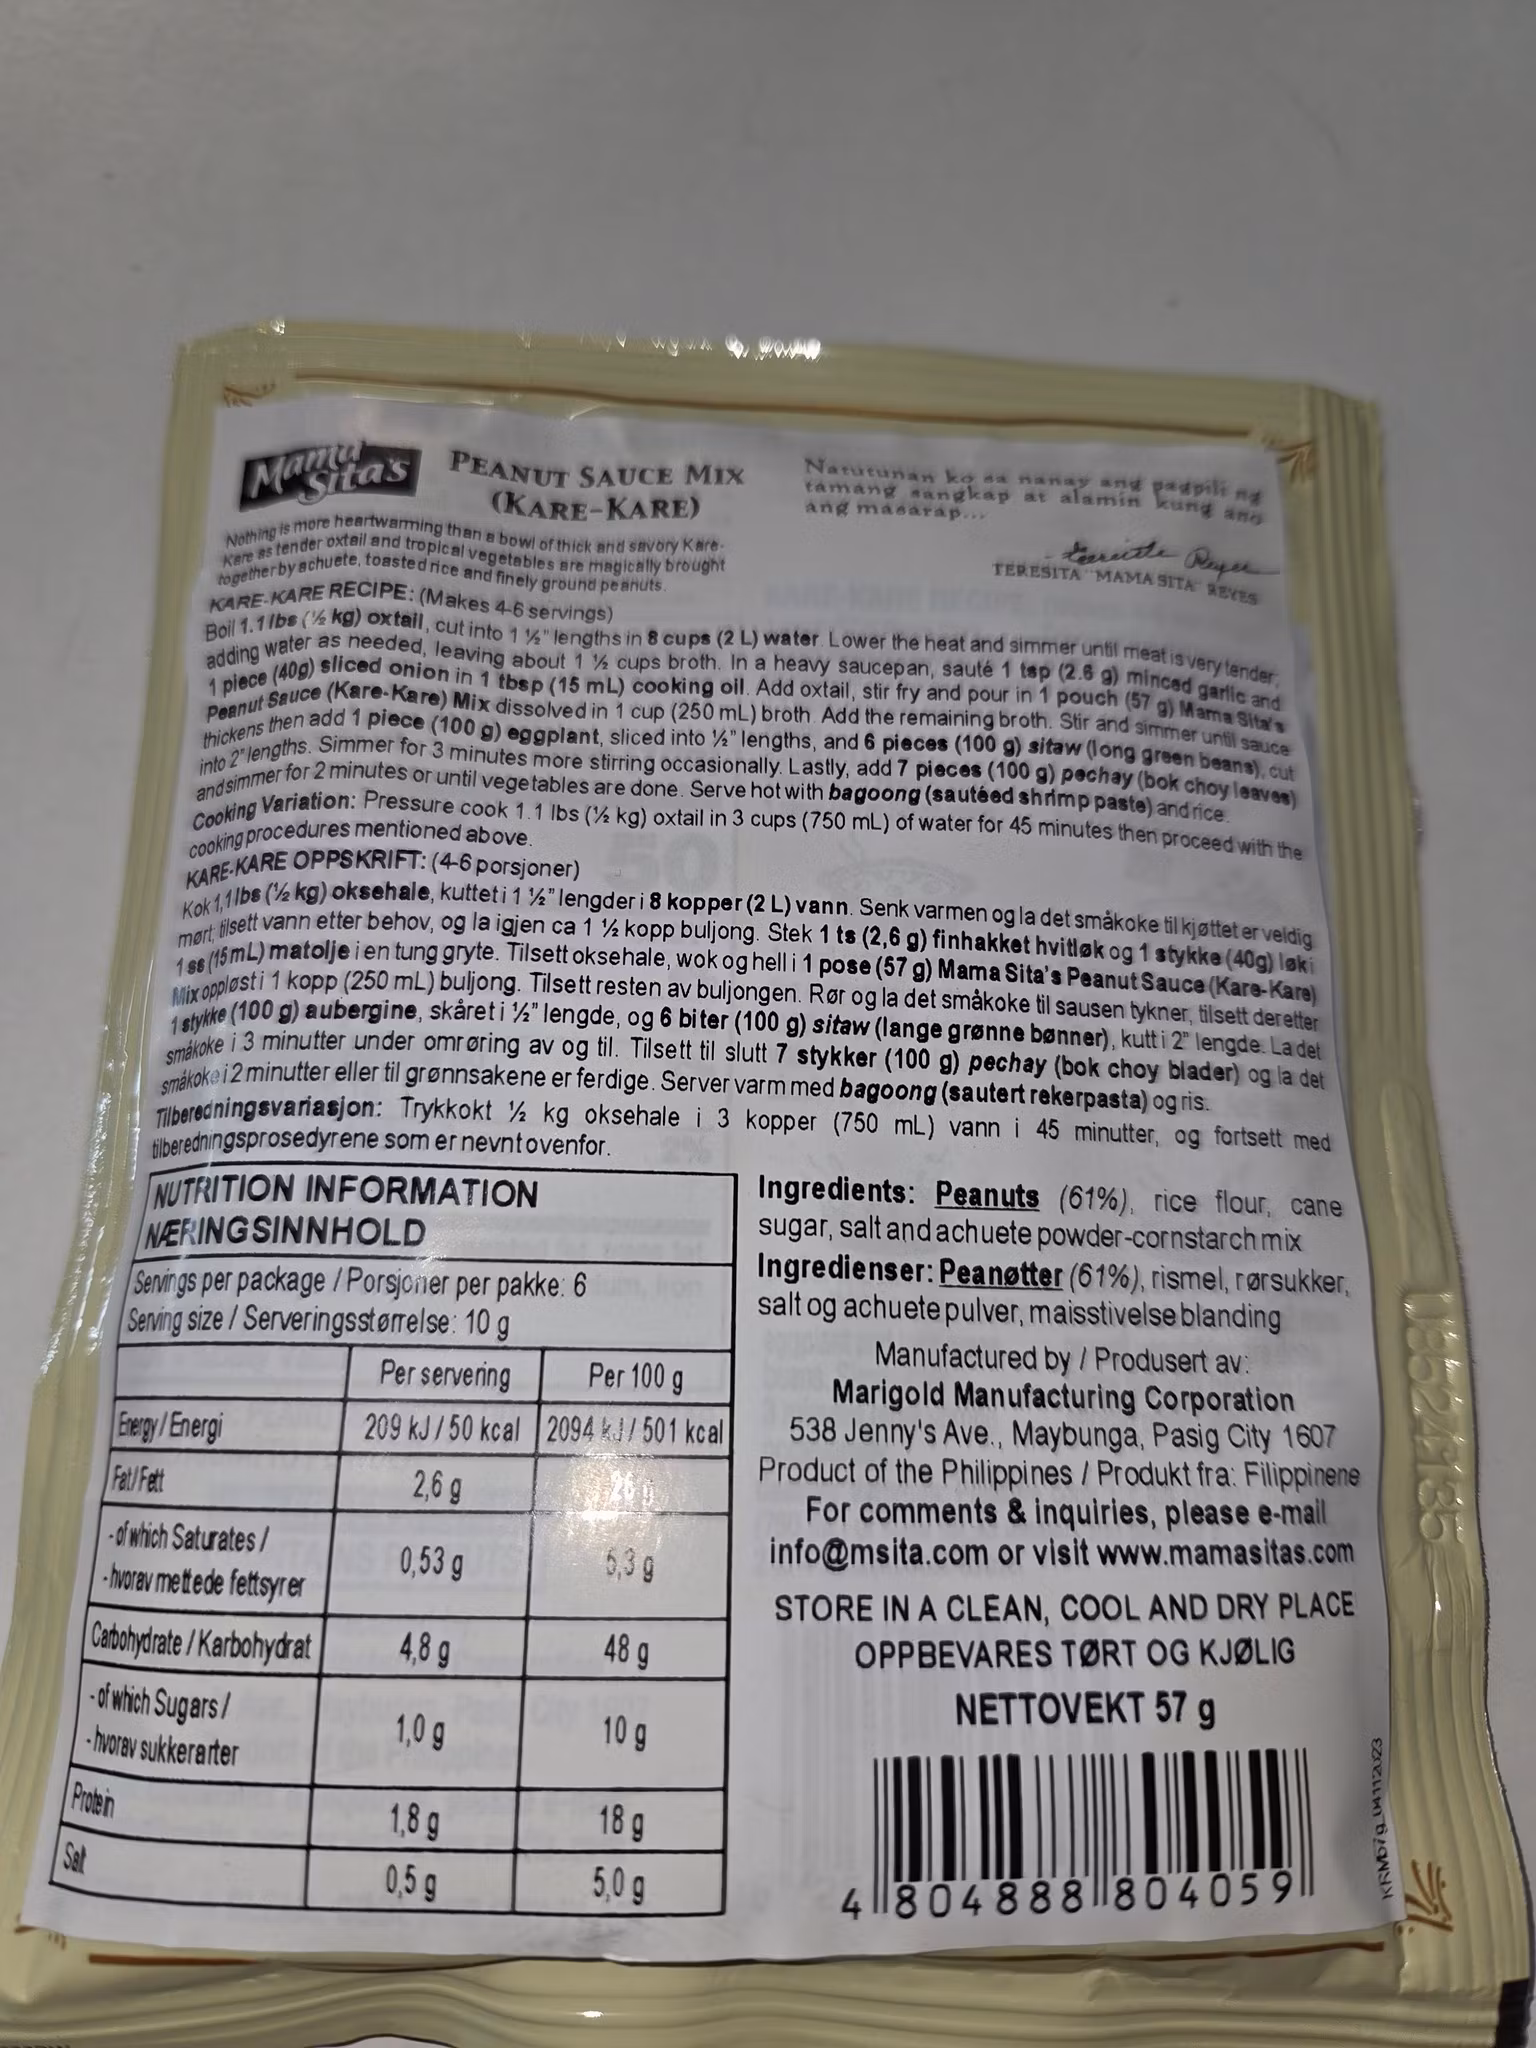 Mama Sita's
PEANUT SAUCE MIX
(KARE-KARE)
Natutunan ko sa nanay ang pagpili ng
tamang sangkap at alamin kung ano
ang masarap...
Teresita Reyes
TERESITA "MAMA SITA" REYES
Nothing is more heartwarming than a bowl of thick and savory Kare-
Kare as tender oxtail and tropical vegetables are magically brought
together by achuete, toasted rice and finely ground peanuts.
KARE-KARE RECIPE: (Makes 4-6 servings)
Boil 1.1 lbs (½ kg) oxtail, cut into 1 ½" lengths in 8 cups (2 L) water. Lower the heat and simmer until meat is very tender,
adding water as needed, leaving about 1 ½ cups broth. In a heavy saucepan, sauté 1 tsp (2.6 g) minced garlic and
1 piece (40g) sliced onion in 1 tbsp (15 mL) cooking oil. Add oxtail, stir fry and pour in 1 pouch (57 g) Mama Sita's
Peanut Sauce (Kare-Kare) Mix dissolved in 1 cup (250 mL) broth. Add the remaining broth. Stir and simmer until sauce
thickens then add 1 piece (100 g) eggplant, sliced into ½" lengths, and 6 pieces (100 g) sitaw (long green beans), cut
into 2" lengths. Simmer for 3 minutes more stirring occasionally. Lastly, add 7 pieces (100 g) pechay (bok choy leaves)
and simmer for 2 minutes or until vegetables are done. Serve hot with bagoong (sautéed shrimp paste) and rice.
Cooking Variation: Pressure cook 1.1 lbs (½ kg) oxtail in 3 cups (750 mL) of water for 45 minutes then proceed with the
cooking procedures mentioned above.
KARE-KARE OPPSKRIFT: (4-6 porsjoner)
Kok 1,1 lbs (½ kg) oksehale, kuttet i 1 ½" lengder i 8 kopper (2 L) vann. Senk varmen og la det småkoke til kjøttet er veldig
mørt, tilsett vann etter behov, og la igjen ca 1 ½ kopp buljong. Stek 1 ts (2,6 g) finhakket hvitløk og 1 stykke (40g) løk i
1 ss (15 mL) matolje i en tung gryte. Tilsett oksehale, wok og hell i 1 pose (57 g) Mama Sita's Peanut Sauce (Kare-Kare)
Mix oppløst i 1 kopp (250 mL) buljong. Tilsett resten av buljongen. Rør og la det småkoke til sausen tykner, tilsett deretter
1 stykke (100 g) aubergine, skåret i ½" lengde, og 6 biter (100 g) sitaw (lange grønne bønner), kutt i 2" lengde. La det
småkoke i 3 minutter under omrøring av og til. Tilsett til slutt 7 stykker (100 g) pechay (bok choy blader) og la det
småkoke i 2 minutter eller til grønnsakene er ferdige. Server varm med bagoong (sautert rekerpasta) og ris.
Tilberedningsvariasjon: Trykkokt ½ kg oksehale i 3 kopper (750 mL) vann i 45 minutter, og fortsett med
tilberedningsprosedyrene som er nevnt ovenfor.
NUTRITION INFORMATION
NÆRINGSINNHOLD
Servings per package / Porsjoner per pakke: 6
Serving size / Serveringsstørrelse: 10 g
Per servering Per 100 g
Energy / Energi 209 kJ / 50 kcal 2094 kJ / 501 kcal
Fat / Fett 2,6 g 26 g
- of which Saturates /
- hvorav mettede fettsyrer 0,53 g 5,3 g
Carbohydrate / Karbohydrat 4,8 g 48 g
- of which Sugars /
- hvorav sukkerarter 1,0 g 10 g
Protein 1,8 g 18 g
Salt 0,5 g 5,0 g
Ingredients: Peanuts (61%), rice flour, cane
sugar, salt and achuete powder-cornstarch mix
Ingredienser: Peanøtter (61%), rismel, rørsukker,
salt og achuete pulver, maisstivelse blanding
Manufactured by / Produsert av:
Marigold Manufacturing Corporation
538 Jenny's Ave., Maybunga, Pasig City 1607
Product of the Philippines / Produkt fra: Filippinene
For comments & inquiries, please e-mail
info@msita.com or visit www.mamasitas.com
STORE IN A CLEAN, COOL AND DRY PLACE
OPPBEVARES TØRT OG KJØLIG
NETTOVEKT 57 g
4 804888 804059